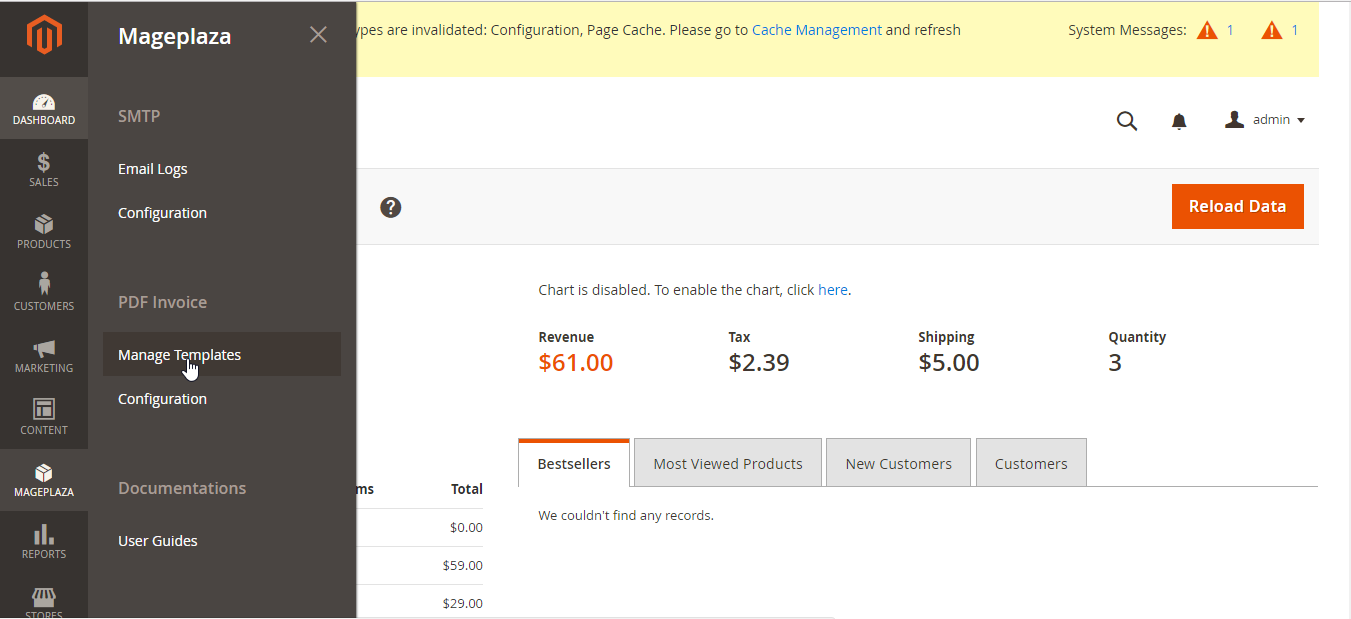 Mageplaza
ypes are invalidated: Configuration, Page Cache. Please go to Cache Management and refresh
System Messages: 1 1
admin
DASHBOARD
SALES
PRODUCTS
CUSTOMERS
MARKETING
CONTENT
MAGEPLAZA
REPORTS
STORES
SMTP
Email Logs
Configuration
PDF Invoice
Manage Templates
Configuration
Documentations
User Guides
?
Reload Data
Chart is disabled. To enable the chart, click here.
Revenue Tax Shipping Quantity
$61.00 $2.39 $5.00 3
Bestsellers Most Viewed Products New Customers Customers
We couldn't find any records.
ms Total
$0.00
$59.00
$29.00